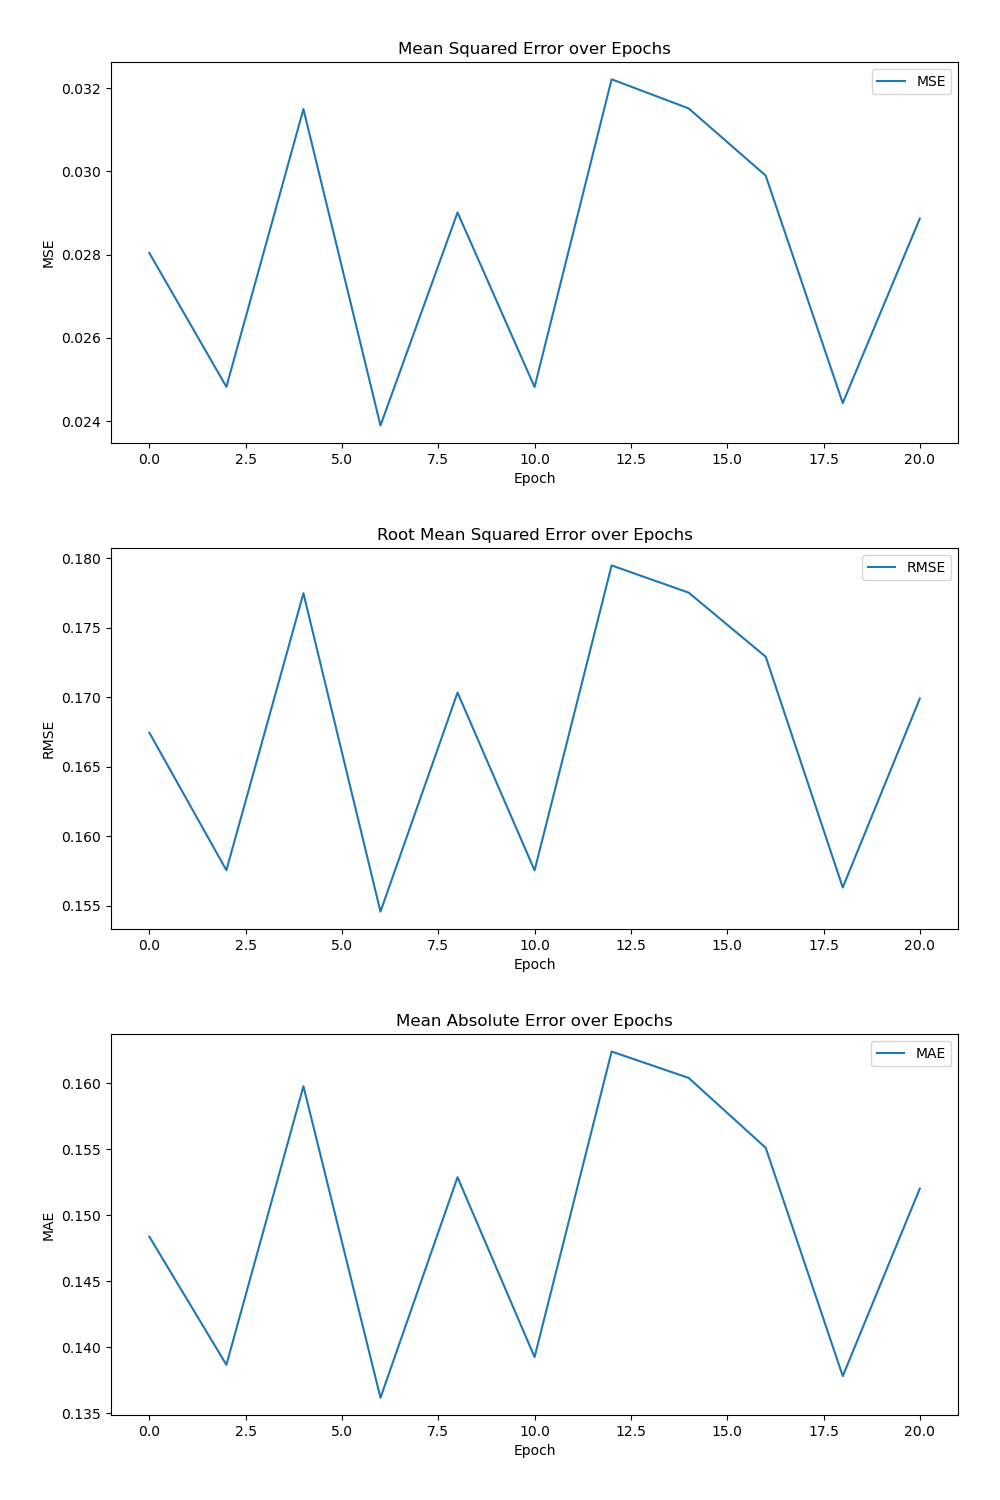 Mean Squared Error over Epochs
MSE
0.032
0.030
0.028
0.026
0.024
MSE
0.0 2.5 5.0 7.5 10.0 12.5 15.0 17.5 20.0
Epoch
Root Mean Squared Error over Epochs
RMSE
0.180
0.175
0.170
0.165
0.160
0.155
RMSE
0.0 2.5 5.0 7.5 10.0 12.5 15.0 17.5 20.0
Epoch
Mean Absolute Error over Epochs
MAE
0.160
0.155
0.150
0.145
0.140
0.135
MAE
0.0 2.5 5.0 7.5 10.0 12.5 15.0 17.5 20.0
Epoch